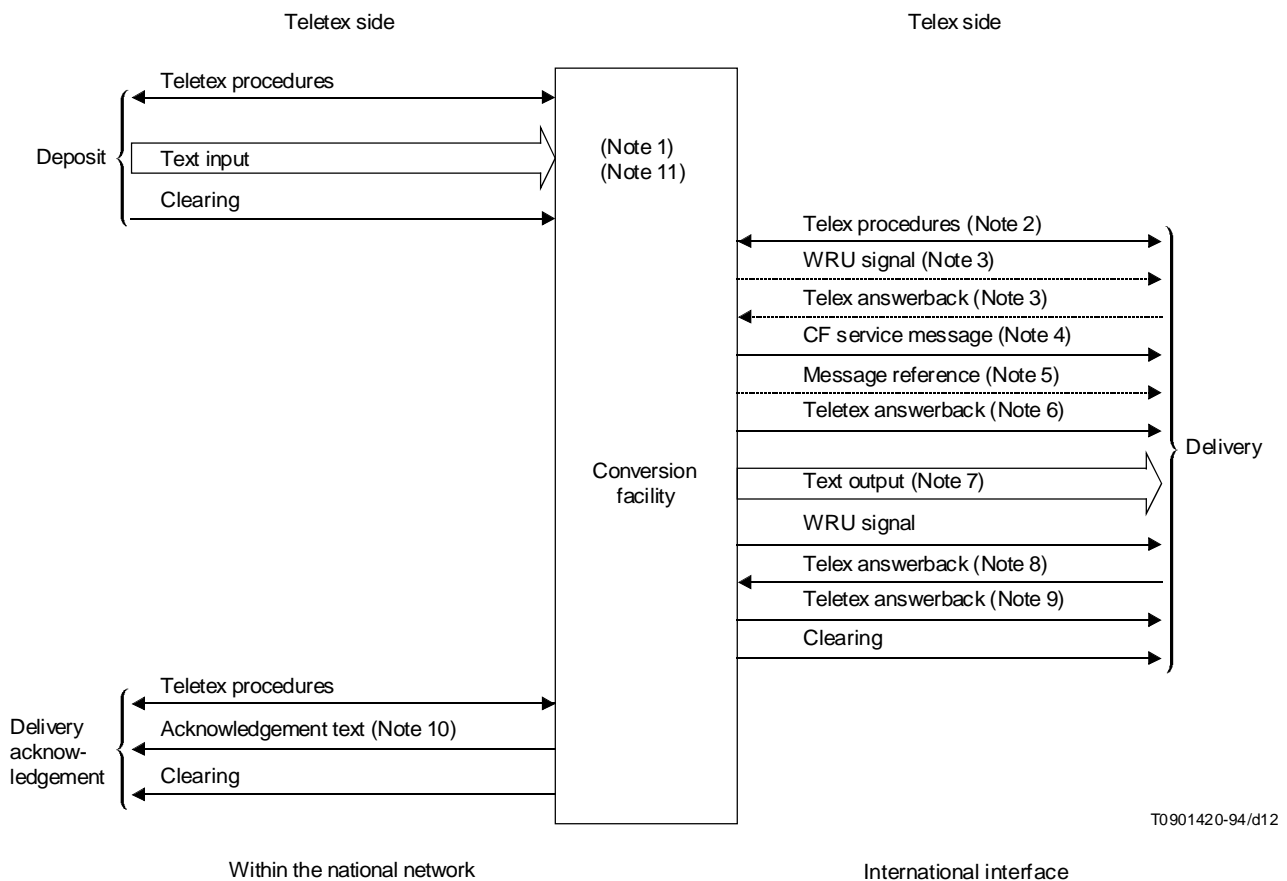 Teletex side
Telex side
Teletex procedures
Deposit
Text input
Clearing
(Note 1)
(Note 11)
Telex procedures (Note 2)
WRU signal (Note 3)
Telex answerback (Note 3)
CF service message (Note 4)
Message reference (Note 5)
Teletex answerback (Note 6)
Delivery
Conversion
facility
Text output (Note 7)
WRU signal
Telex answerback (Note 8)
Teletex answerback (Note 9)
Clearing
Teletex procedures
Delivery
acknow-
ledgement
Acknowledgement text (Note 10)
Clearing
T0901420-94/d12
Within the national network
International interface